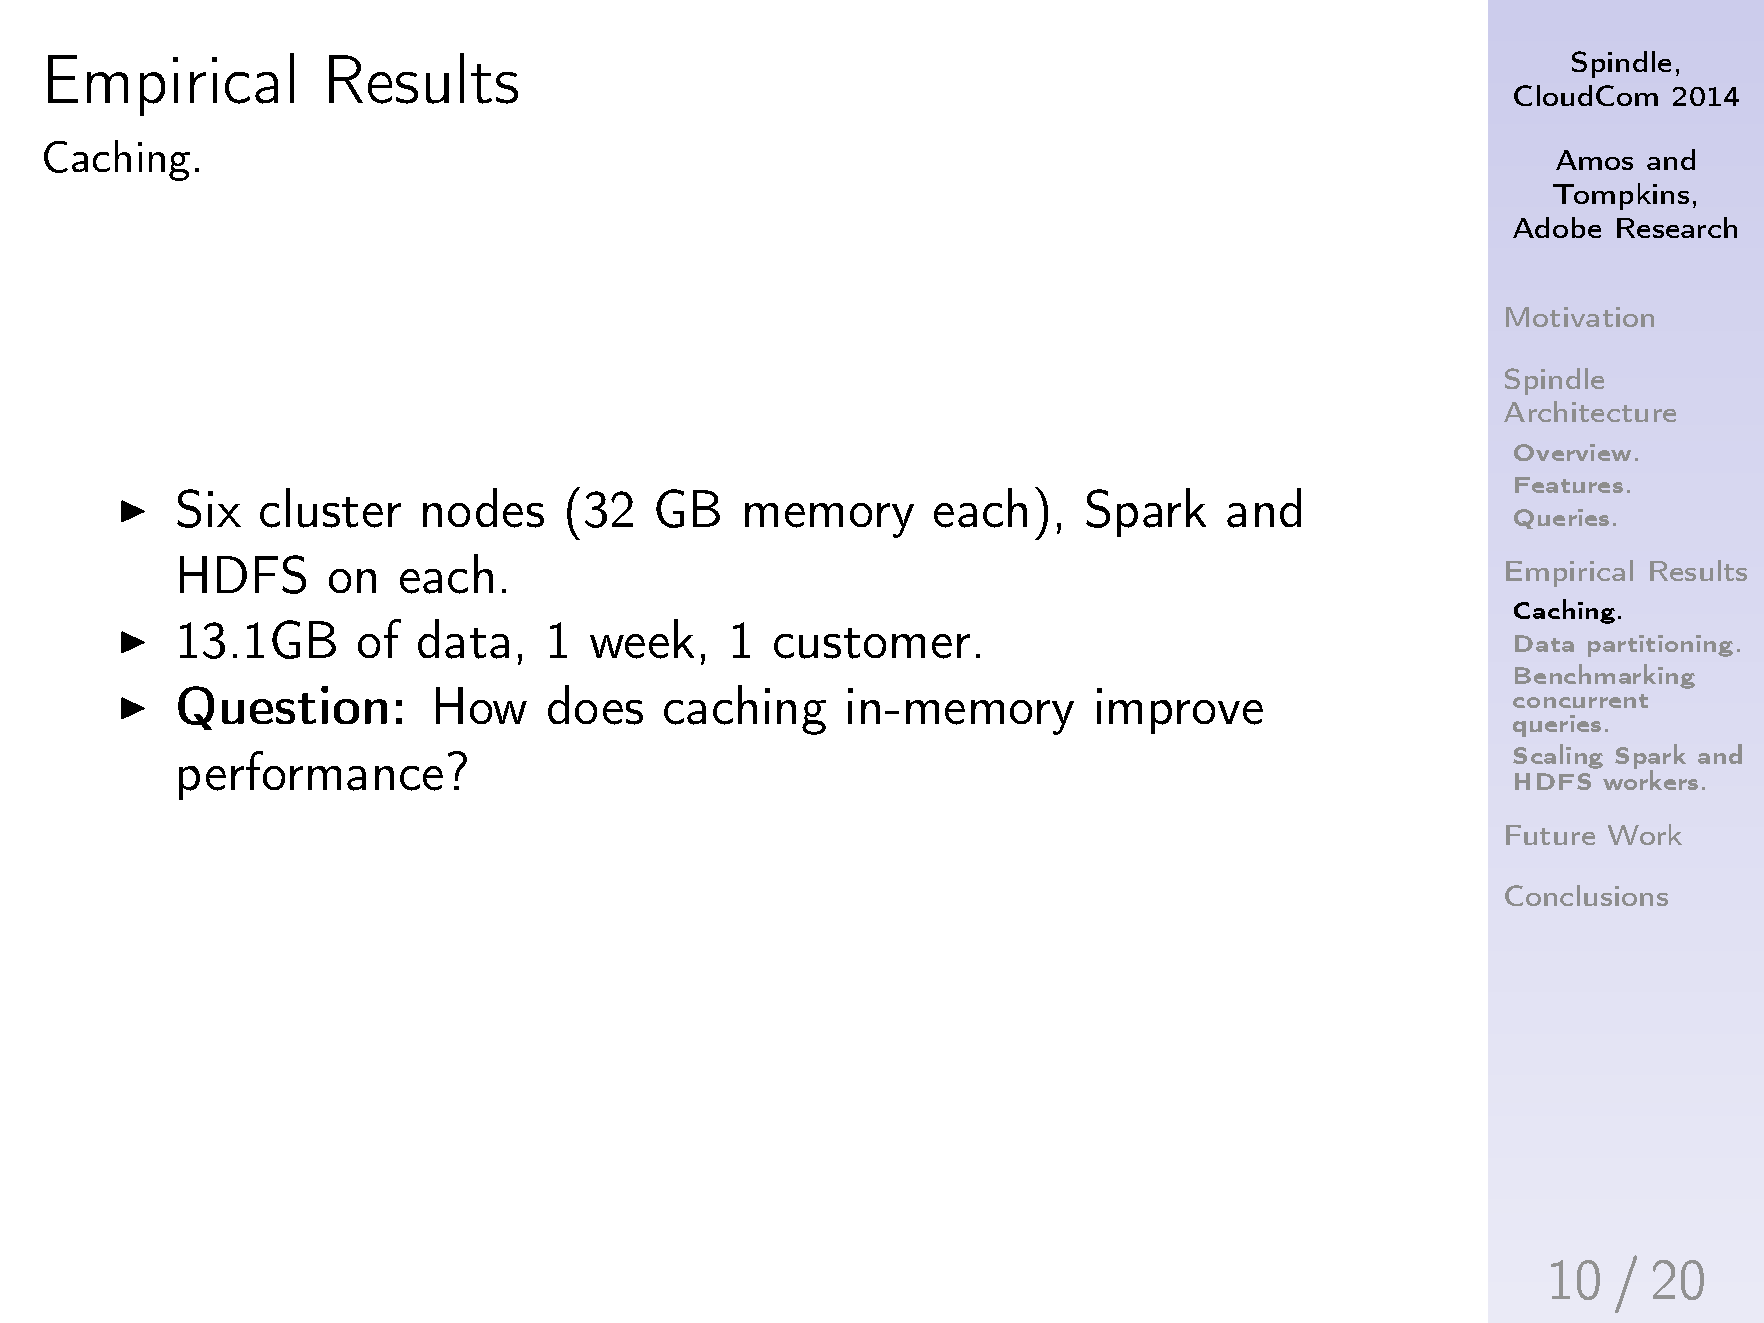 Empirical Results
Caching.
▶ Six cluster nodes (32 GB memory each), Spark and
HDFS on each.
▶ 13.1GB of data, 1 week, 1 customer.
▶ Question: How does caching in-memory improve
performance?
Spindle,
CloudCom 2014
Amos and
Tompkins,
Adobe Research
Motivation
Spindle
Architecture
Overview.
Features.
Queries.
Empirical Results
Caching.
Data partitioning.
Benchmarking
concurrent
queries.
Scaling Spark and
HDFS workers.
Future Work
Conclusions
10 / 20